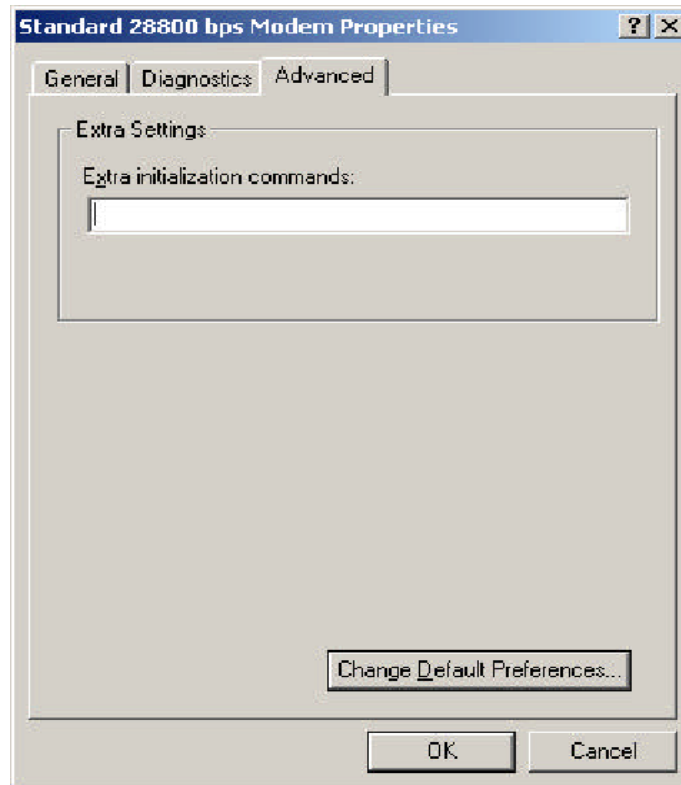 Standard 28800 bps Modem Properties ? ×
General Diagnostics Advanced
Extra Settings
Extra initialization commands:
Change Default Preferences...
OK Cancel